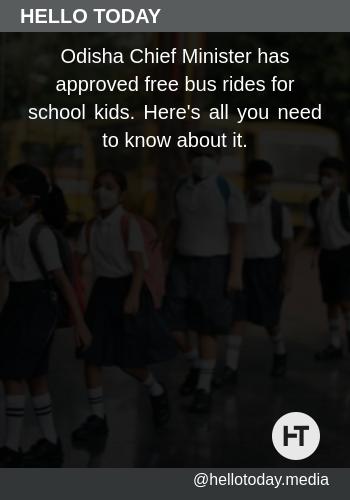 HELLO TODAY
Odisha Chief Minister has
approved free bus rides for
school kids. Here's all you need
to know about it.
HT
@hellotoday.media